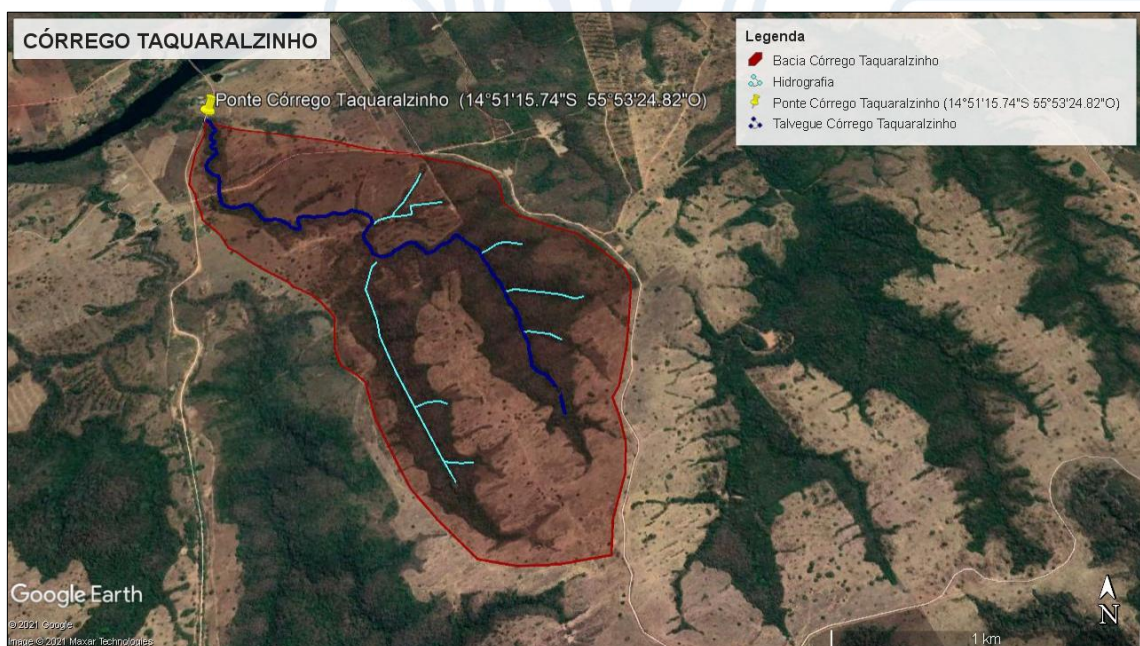 CÓRREGO TAQUARALZINHO
Ponte Córrego Taquaralzinho (14°51'15.74"S 55°53'24.82"O)
Legenda
Bacia Córrego Taquaralzinho
Hidrografia
Ponte Córrego Taquaralzinho (14°51'15.74"S 55°53'24.82"O)
Talvegue Córrego Taquaralzinho
Google Earth
© 2021 Google
Image © 2021 Maxar Technologies
1 km
N